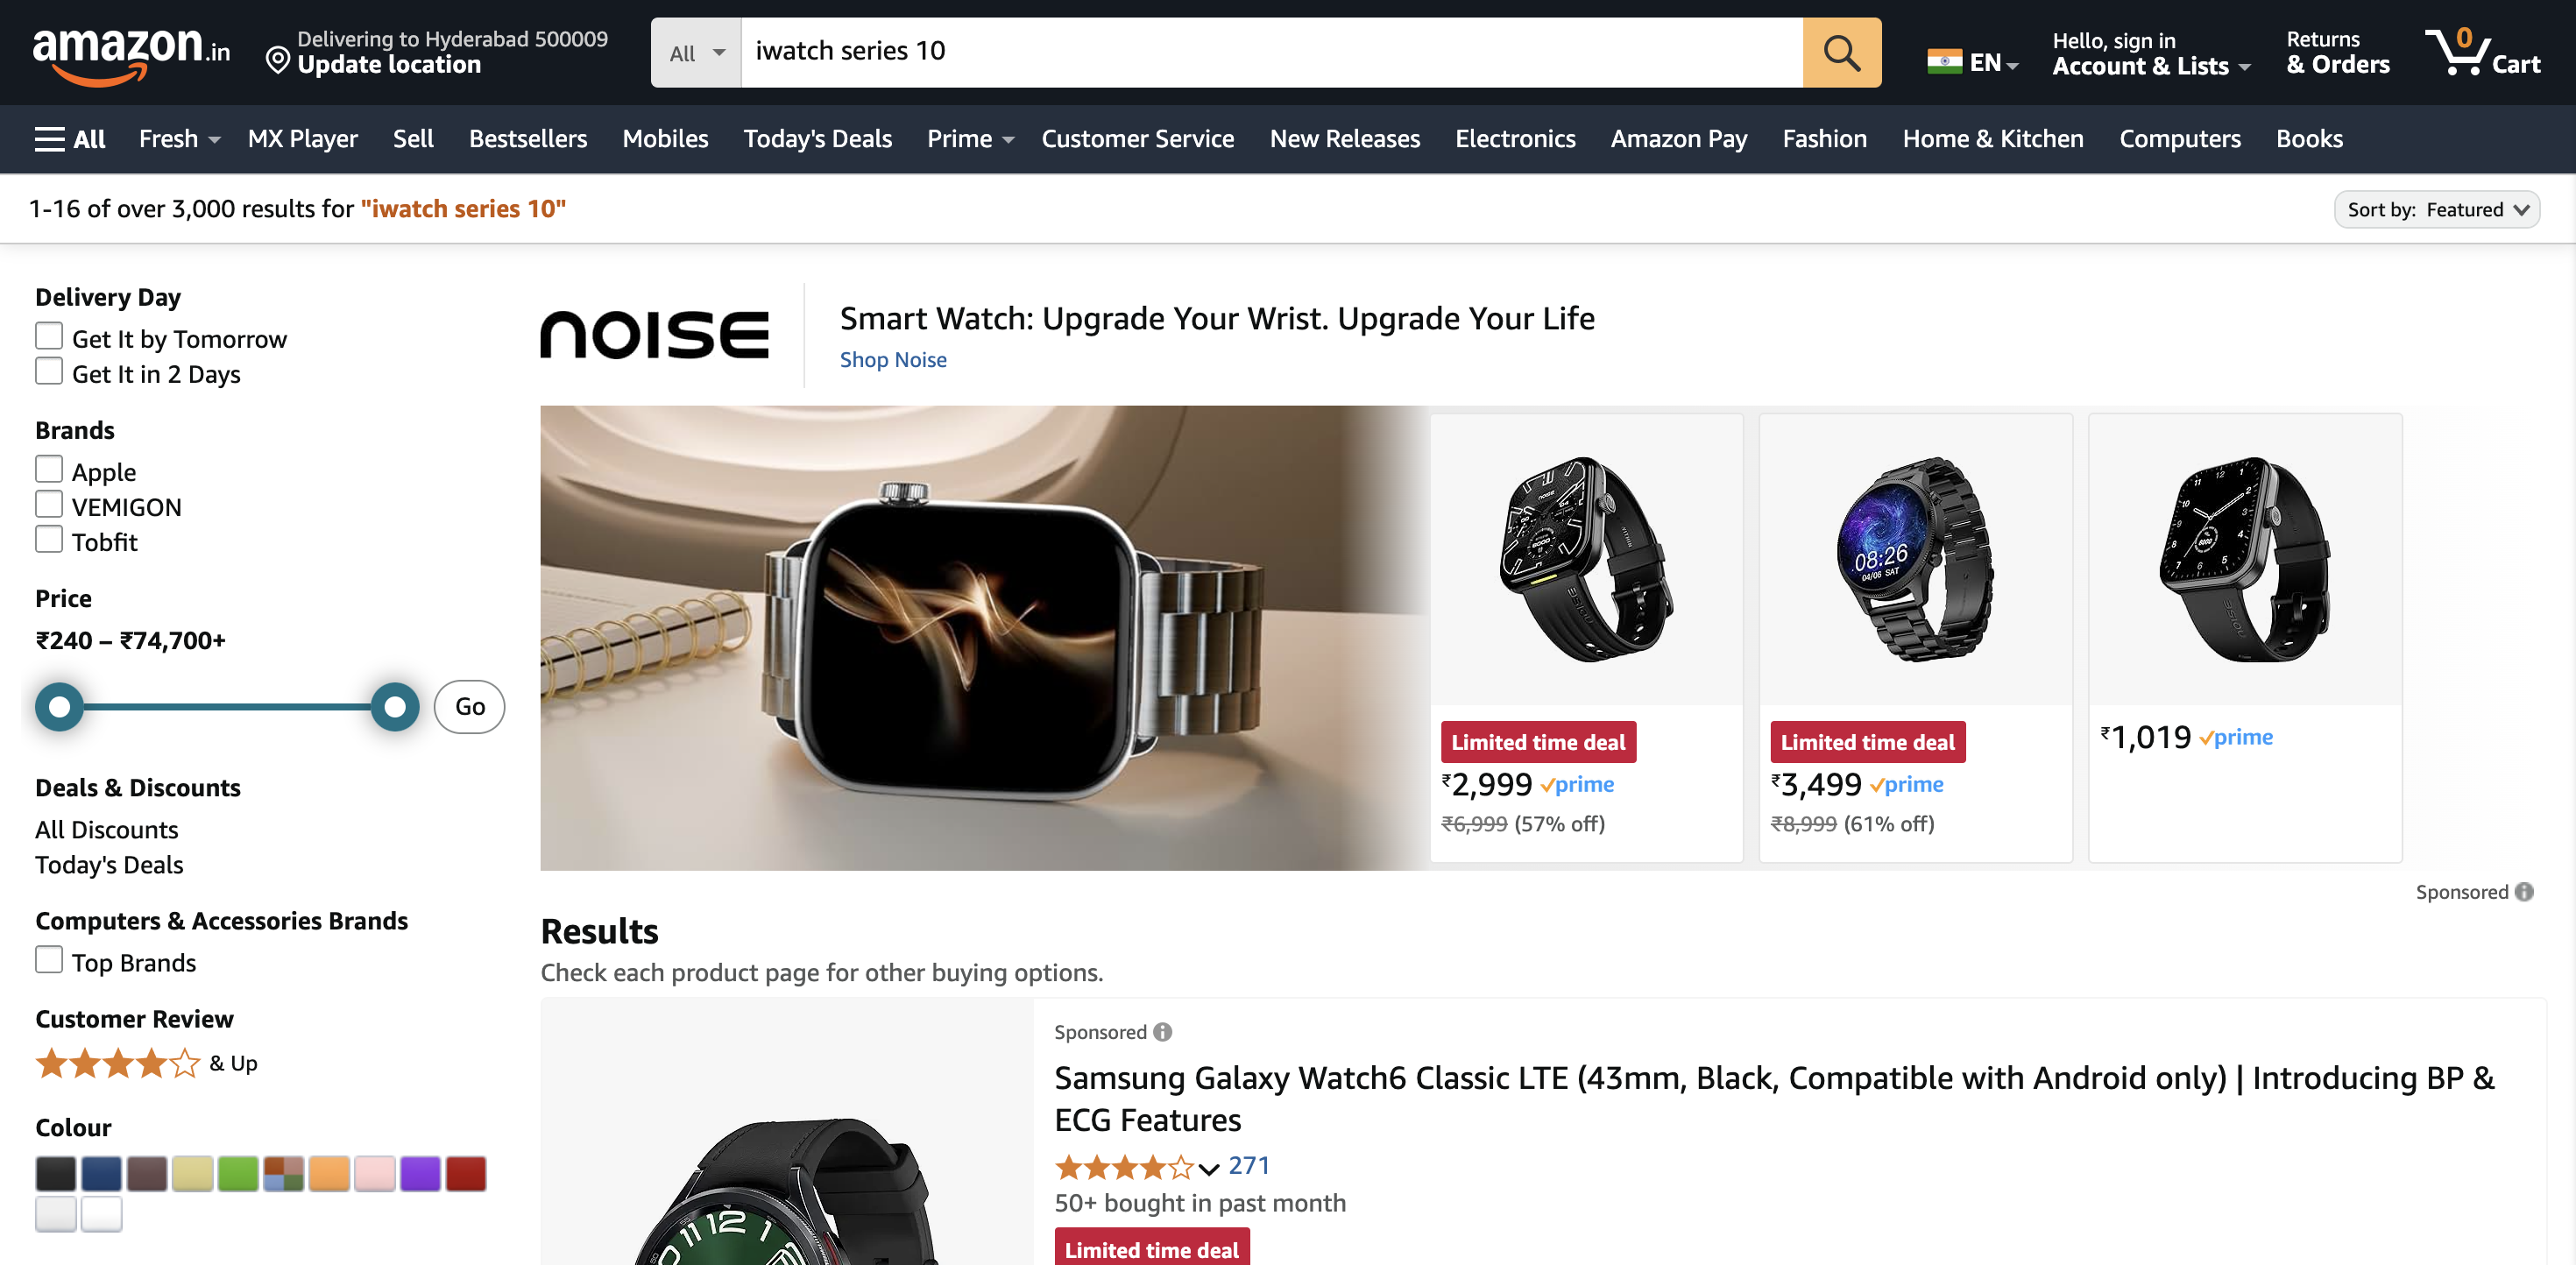 amazon.in
Delivering to Hyderabad 500009
Update location
All
iwatch series 10
EN
Hello, sign in
Account & Lists
Returns
& Orders
0
Cart
All
Fresh
MX Player
Sell
Bestsellers
Mobiles
Today's Deals
Prime
Customer Service
New Releases
Electronics
Amazon Pay
Fashion
Home & Kitchen
Computers
Books
1-16 of over 3,000 results for "iwatch series 10"
Sort by: Featured
Delivery Day
Get It by Tomorrow
Get It in 2 Days
Brands
Apple
VEMIGON
Tobfit
Price
₹240 – ₹74,700+
Go
Deals & Discounts
All Discounts
Today's Deals
Computers & Accessories Brands
Top Brands
Customer Review
& Up
Colour
NOISE
Smart Watch: Upgrade Your Wrist. Upgrade Your Life
Shop Noise
08:26
04/06 SAT
Limited time deal
₹2,999 prime
₹6,999 (57% off)
Limited time deal
₹3,499 prime
₹8,999 (61% off)
₹1,019 prime
Sponsored
Results
Check each product page for other buying options.
Sponsored
Samsung Galaxy Watch6 Classic LTE (43mm, Black, Compatible with Android only) | Introducing BP &
ECG Features
271
50+ bought in past month
Limited time deal
11 12 1
10